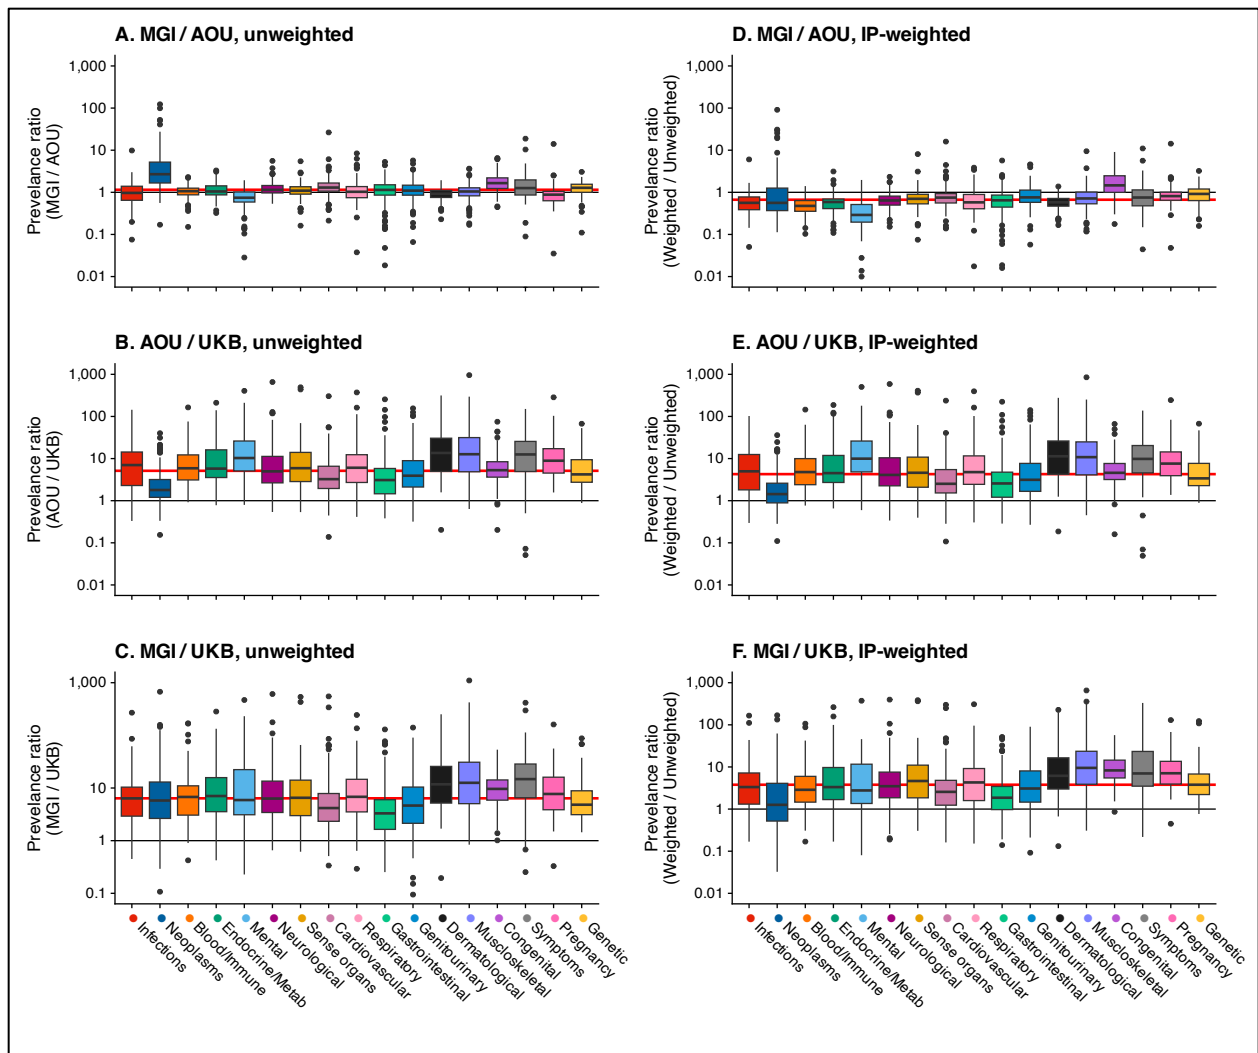 A. MGI / AOU, unweighted
Prevelance ratio
(MGI / AOU)
1,000
100
10
1
0.1
0.01
D. MGI / AOU, IP-weighted
Prevelance ratio
(Weighted / Unweighted)
1,000
100
10
1
0.1
0.01
B. AOU / UKB, unweighted
Prevelance ratio
(AOU / UKB)
1,000
100
10
1
0.1
0.01
E. AOU / UKB, IP-weighted
Prevelance ratio
(Weighted / Unweighted)
1,000
100
10
1
0.1
0.01
C. MGI / UKB, unweighted
Prevelance ratio
(MGI / UKB)
1,000
10
1
0.1
Infections
Neoplasms
Blood/Immune
Endocrine/Metab
Mental
Neurological
Sense organs
Cardiovascular
Respiratory
Gastrointestinal
Genitourinary
Dermatological
Muscloskeletal
Congenital
Symptoms
Pregnancy
Genetic
F. MGI / UKB, IP-weighted
Prevelance ratio
(Weighted / Unweighted)
1,000
100
10
1
0.1
0.01
Infections
Neoplasms
Blood/Immune
Endocrine/Metab
Mental
Neurological
Sense organs
Cardiovascular
Respiratory
Gastrointestinal
Genitourinary
Dermatological
Muscloskeletal
Congenital
Symptoms
Pregnancy
Genetic